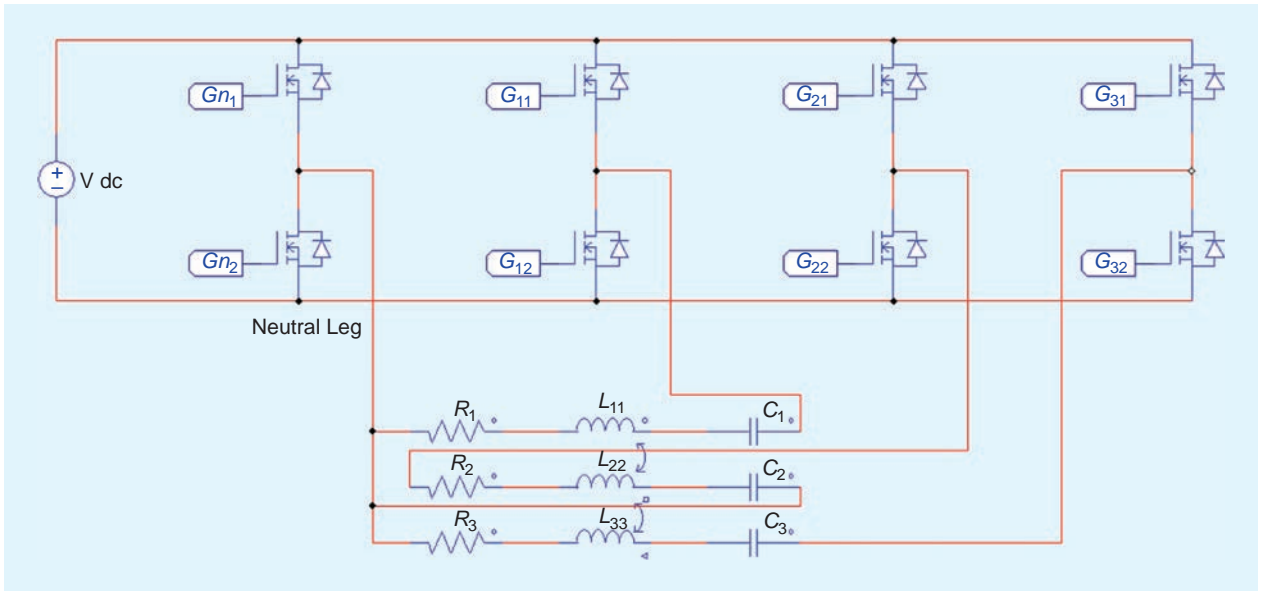 Gn₁ G₁₁ G₂₁ G₃₁
+
− V dc
Gn₂ G₁₂ G₂₂ G₃₂
Neutral Leg
R₁ L₁₁ C₁
R₂ L₂₂ C₂
R₃ L₃₃ C₃